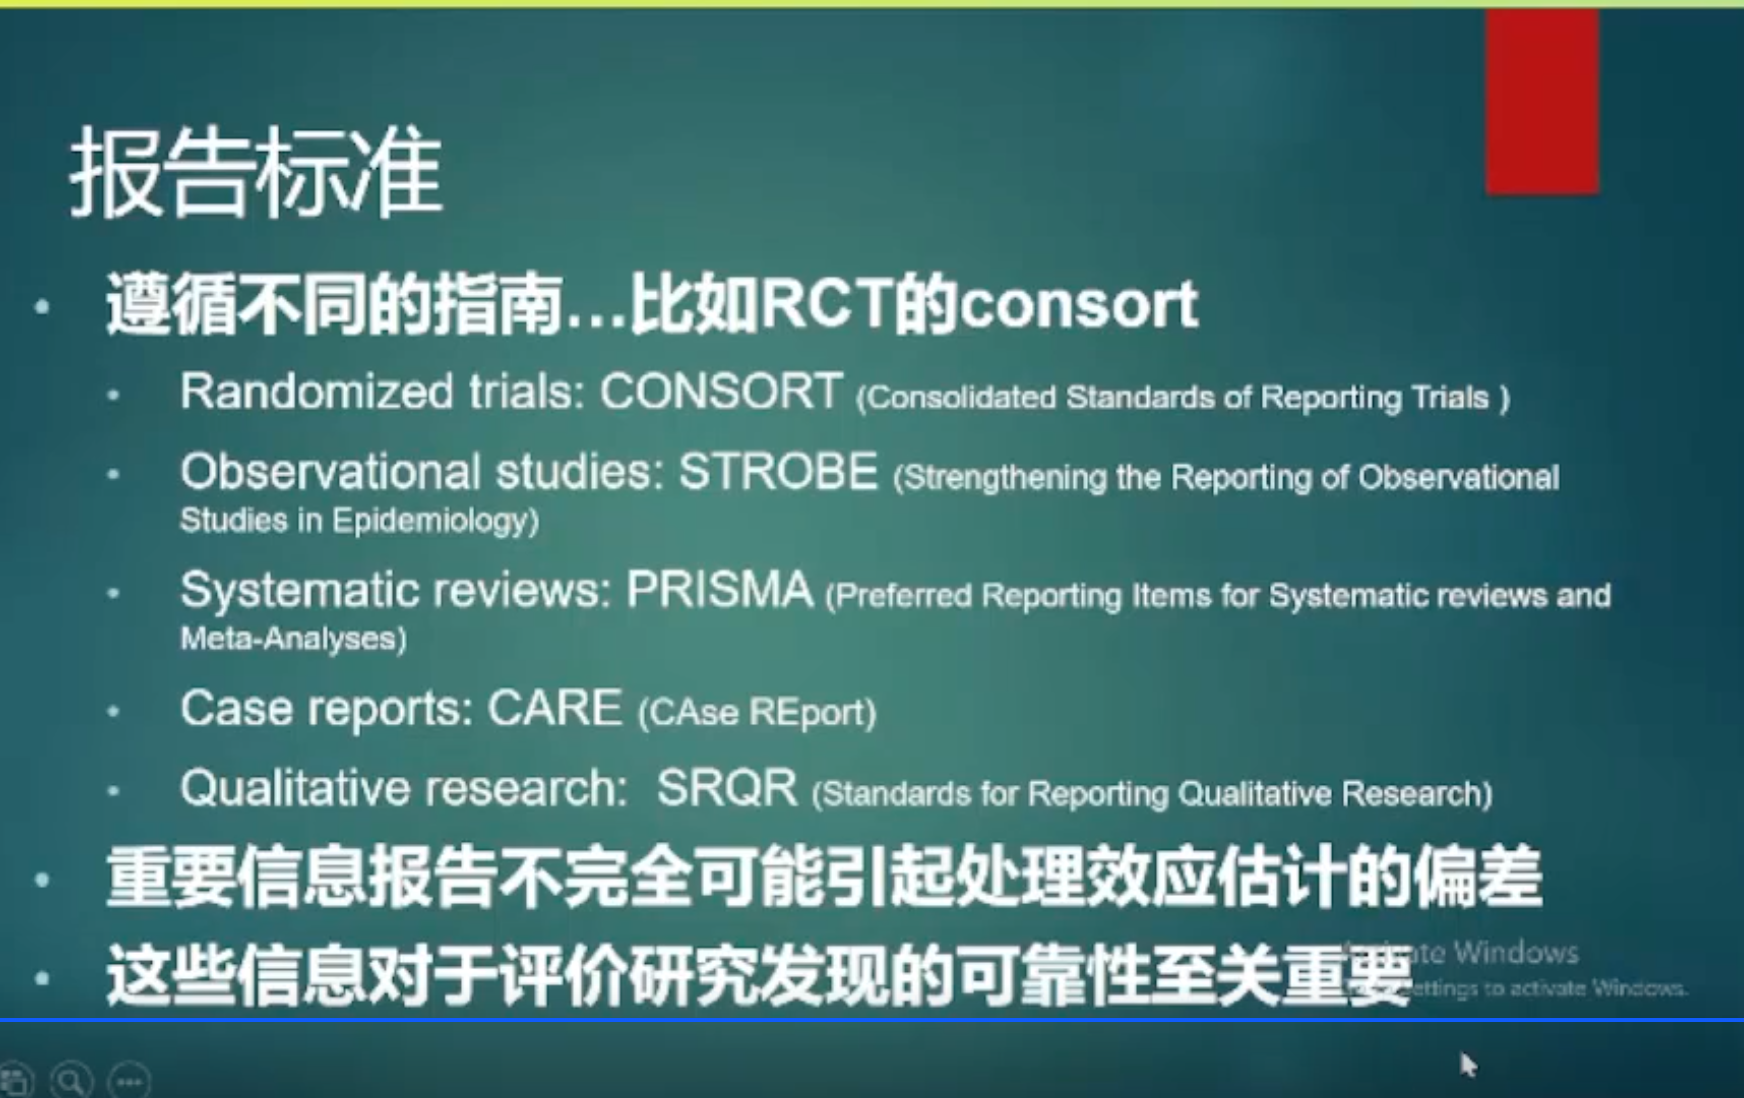 报告标准
遵循不同的指南...比如RCT的consort
Randomized trials: CONSORT (Consolidated Standards of Reporting Trials )
Observational studies: STROBE (Strengthening the Reporting of Observational
Studies in Epidemiology)
Systematic reviews: PRISMA (Preferred Reporting Items for Systematic reviews and
Meta-Analyses)
Case reports: CARE (CAse REport)
Qualitative research:  SRQR (Standards for Reporting Qualitative Research)
重要信息报告不完全可能引起处理效应估计的偏差
这些信息对于评价研究发现的可靠性至关重要
Windows
to activate Windows.